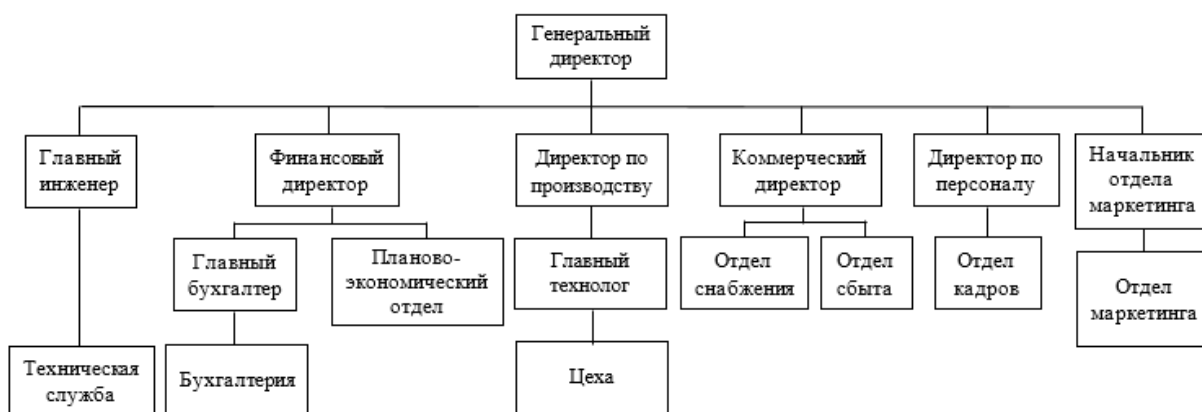 Генеральный
директор
Главный
инженер
Финансовый
директор
Директор по
производству
Коммерческий
директор
Директор по
персоналу
Начальник
отдела
маркетинга
Главный
бухгалтер
Планово-
экономический
отдел
Главный
технолог
Отдел
снабжения
Отдел
сбыта
Отдел
кадров
Отдел
маркетинга
Техническая
служба
Бухгалтерия
Цеха